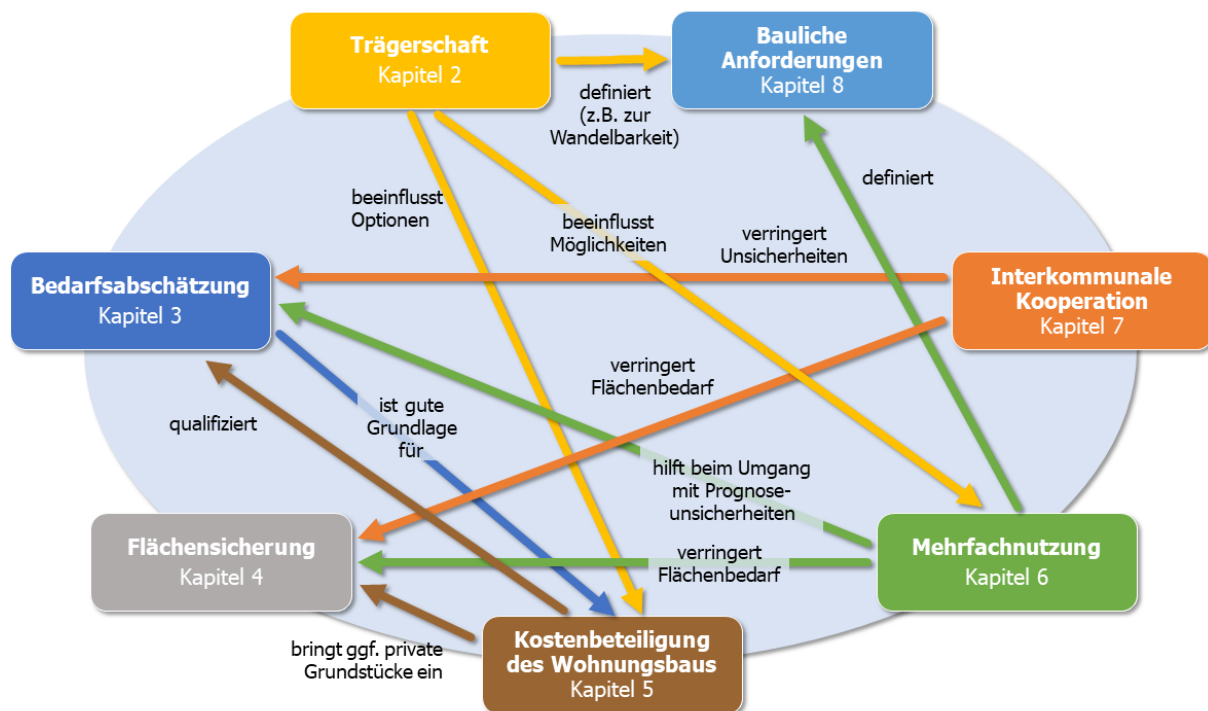 Trägerschaft
Kapitel 2
Bauliche
Anforderungen
Kapitel 8
definiert
(z.B. zur
Wandelbarkeit)
definiert
beeinflusst
Optionen
beeinflusst
Möglichkeiten
verringert
Unsicherheiten
Bedarfsabschätzung
Kapitel 3
Interkommunale
Kooperation
Kapitel 7
verringert
Flächenbedarf
qualifiziert
ist gute
Grundlage
für
hilft beim Umgang
mit Prognose-
unsicherheiten
Flächensicherung
Kapitel 4
verringert
Flächenbedarf
Mehrfachnutzung
Kapitel 6
bringt ggf. private
Grundstücke ein
Kostenbeteiligung
des Wohnungsbaus
Kapitel 5